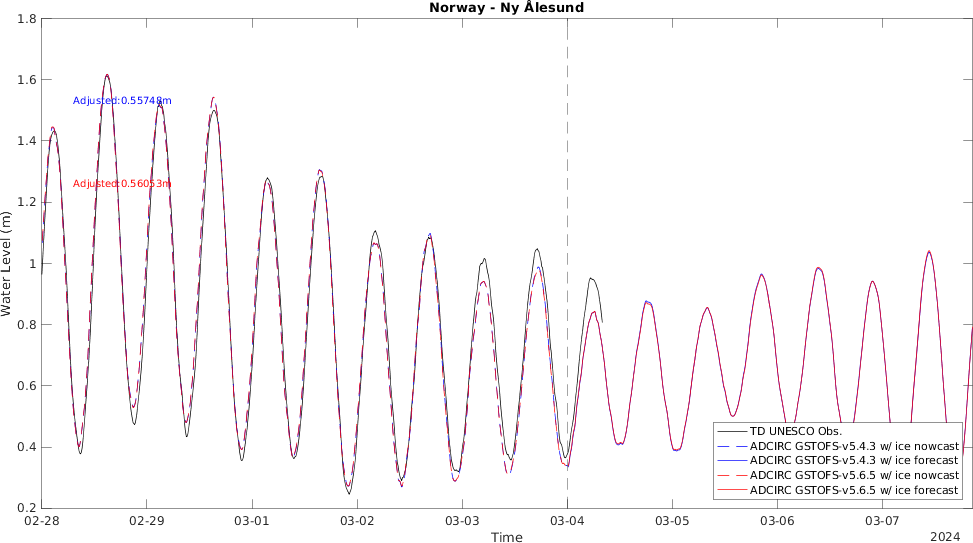 Norway - Ny Ålesund
1.8
1.6
1.4
1.2
1
0.8
0.6
0.4
0.2
Water Level (m)
Adjusted:0.55748m
Adjusted:0.56053m
TD UNESCO Obs.
ADCIRC GSTOFS-v5.4.3 w/ ice nowcast
ADCIRC GSTOFS-v5.4.3 w/ ice forecast
ADCIRC GSTOFS-v5.6.5 w/ ice nowcast
ADCIRC GSTOFS-v5.6.5 w/ ice forecast
02-28 02-29 03-01 03-02 03-03 03-04 03-05 03-06 03-07
Time
2024